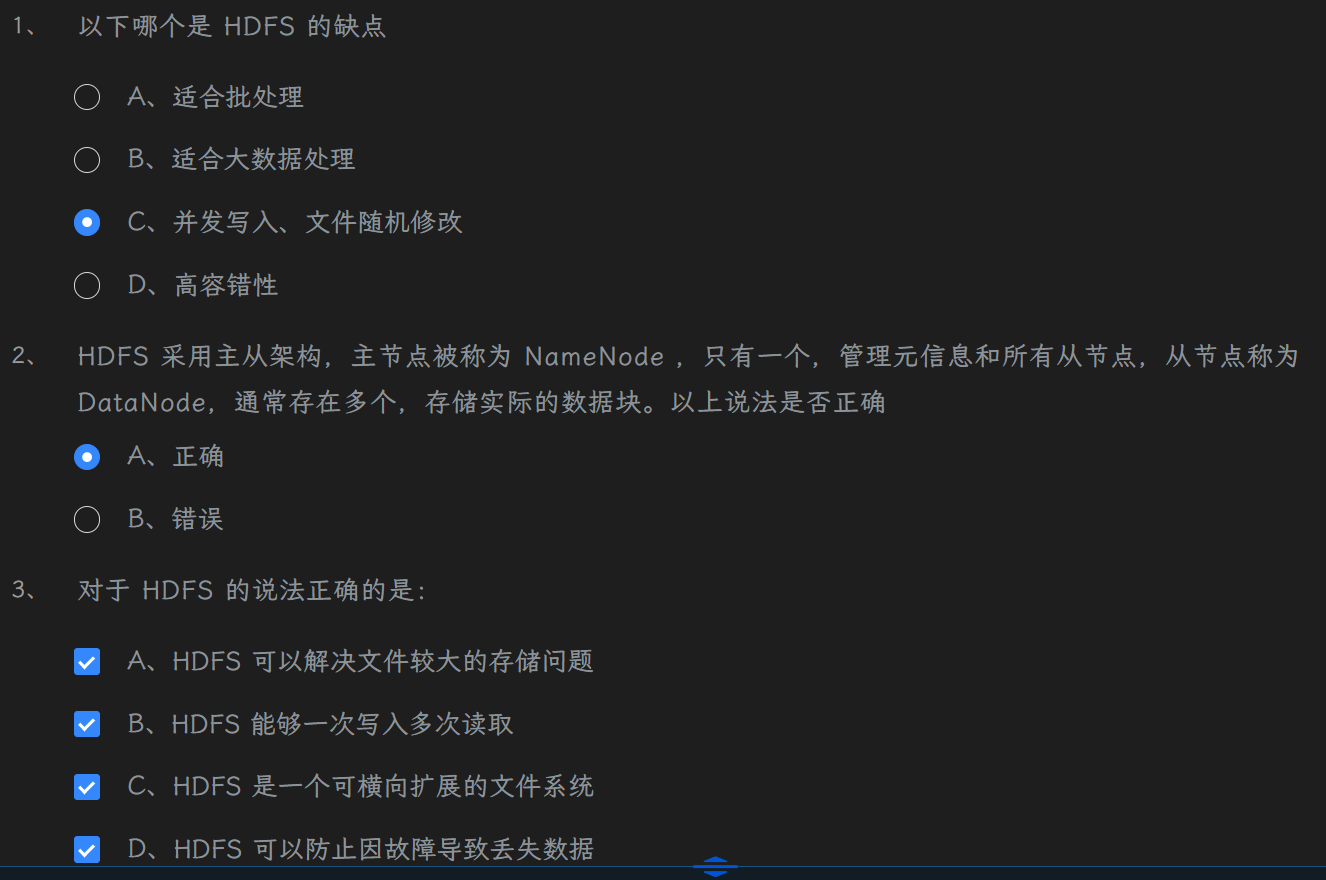 1、 以下哪个是 HDFS 的缺点
A、适合批处理
B、适合大数据处理
C、并发写入、文件随机修改
D、高容错性
2、 HDFS 采用主从架构，主节点被称为 NameNode ，只有一个，管理元信息和所有从节点，从节点称为
DataNode，通常存在多个，存储实际的数据块。以上说法是否正确
A、正确
B、错误
3、 对于 HDFS 的说法正确的是：
A、HDFS 可以解决文件较大的存储问题
B、HDFS 能够一次写入多次读取
C、HDFS 是一个可横向扩展的文件系统
D、HDFS 可以防止因故障导致丢失数据